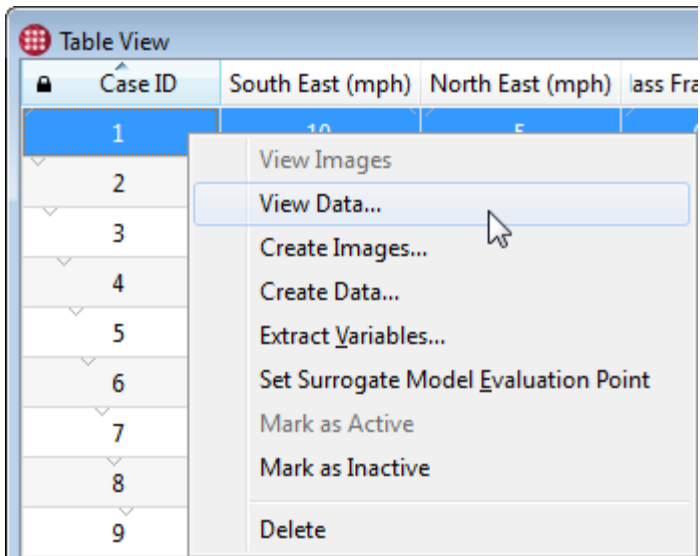 Table View
Case ID South East (mph) North East (mph)
1
View Images
2
View Data...
3
Create Images...
4
Create Data...
5
Extract Variables...
6
Set Surrogate Model Evaluation Point
7
Mark as Active
8
Mark as Inactive
9
Delete